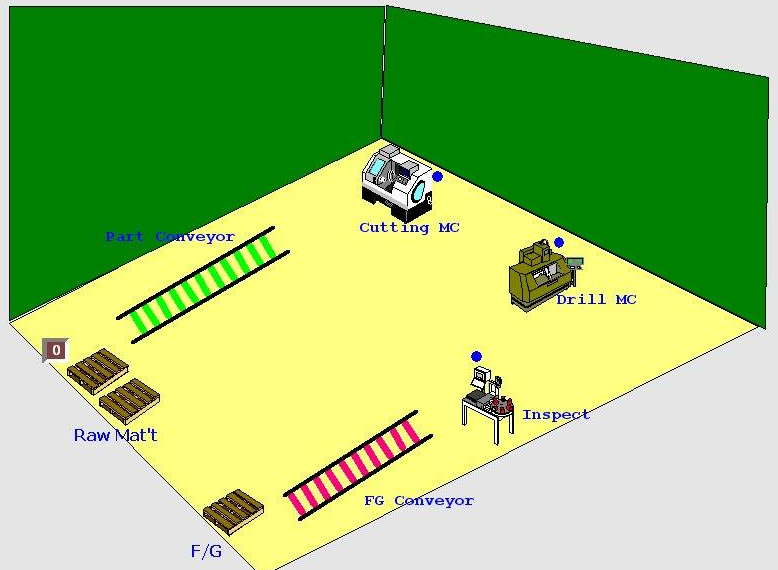 Cutting MC
Part Conveyor
Drill MC
0
Raw Mat't
Inspect
FG Conveyor
F/G